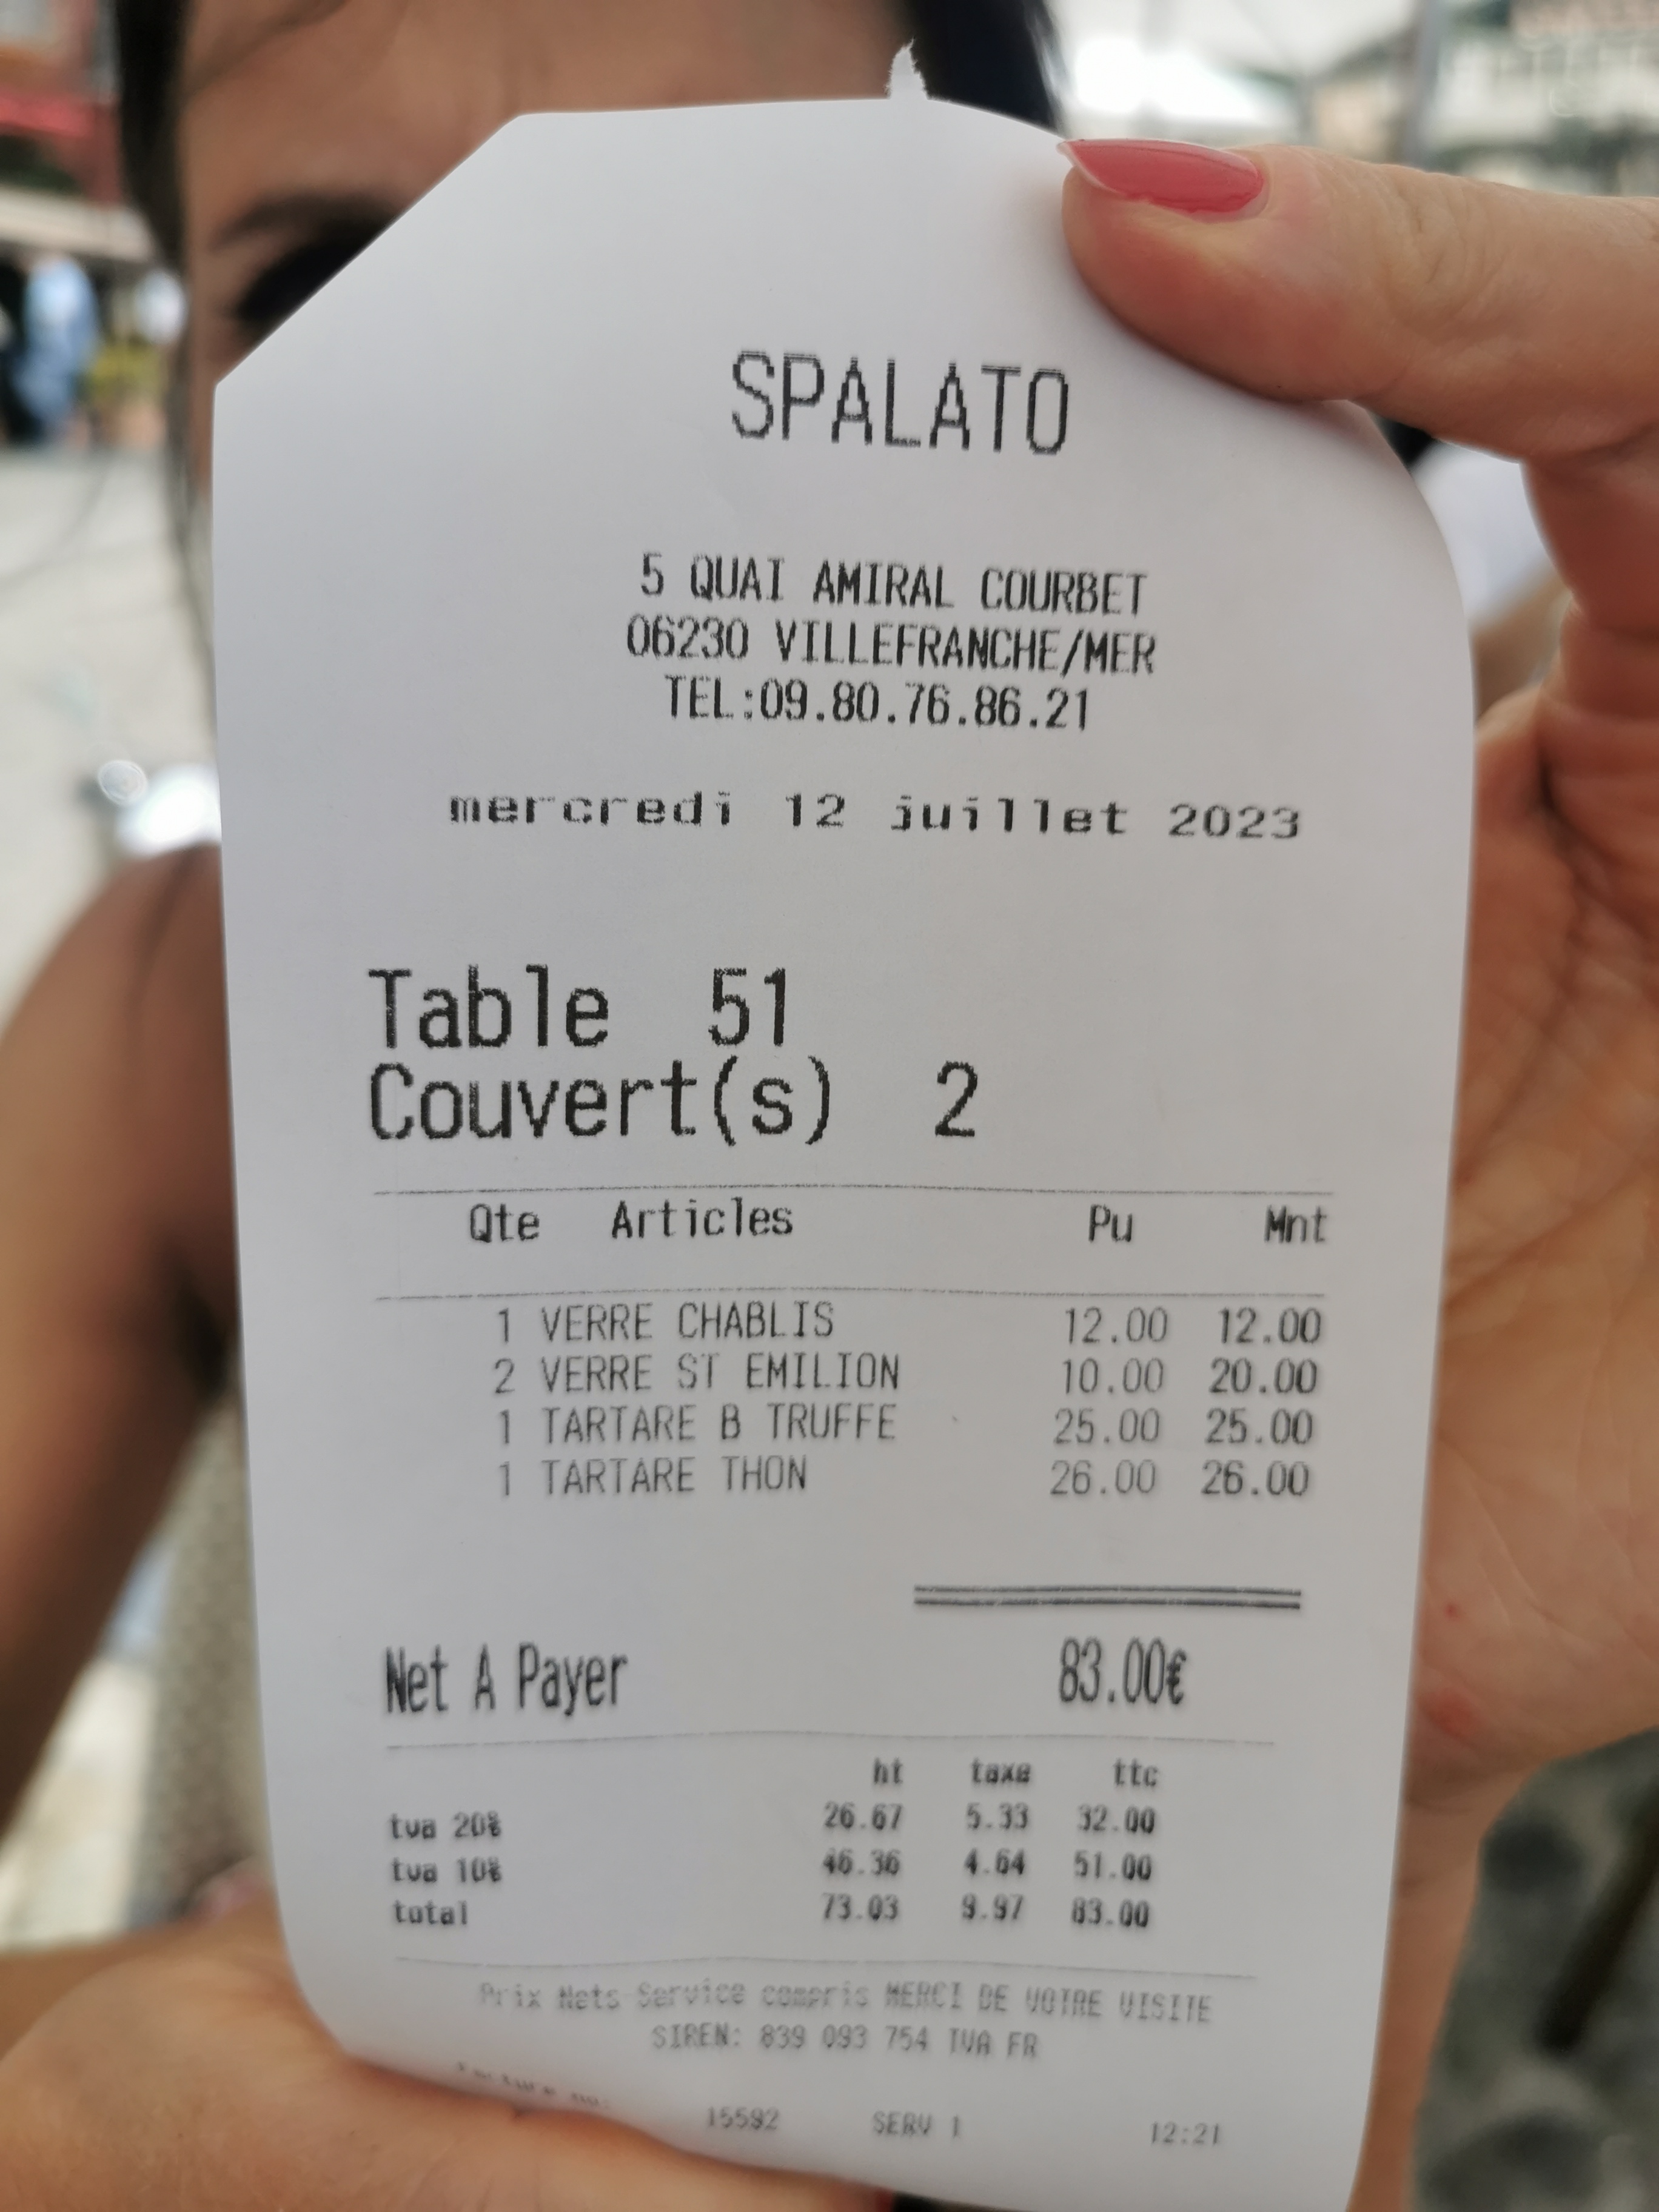 SPALATO
5 QUAI AMIRAL COURBET
06230 VILLEFRANCHE/MER
TEL:09.80.76.86.21
mercredi 12 juillet 2023
Table 51
Couvert(s) 2
Qte Articles Pu Mnt
1 VERRE CHABLIS 12.00 12.00
2 VERRE ST EMILION 10.00 20.00
1 TARTARE B TRUFFE 25.00 25.00
1 TARTARE THON 26.00 26.00
Net A Payer 83.00€
ht taxe ttc
tva 20% 26.67 5.33 32.00
tva 10% 46.36 4.64 51.00
total 73.03 9.97 83.00
Prix Nets Service compris MERCI DE VOTRE VISITE
SIREN: 839 093 754 TVA FR
15592 SERV 1 12:21